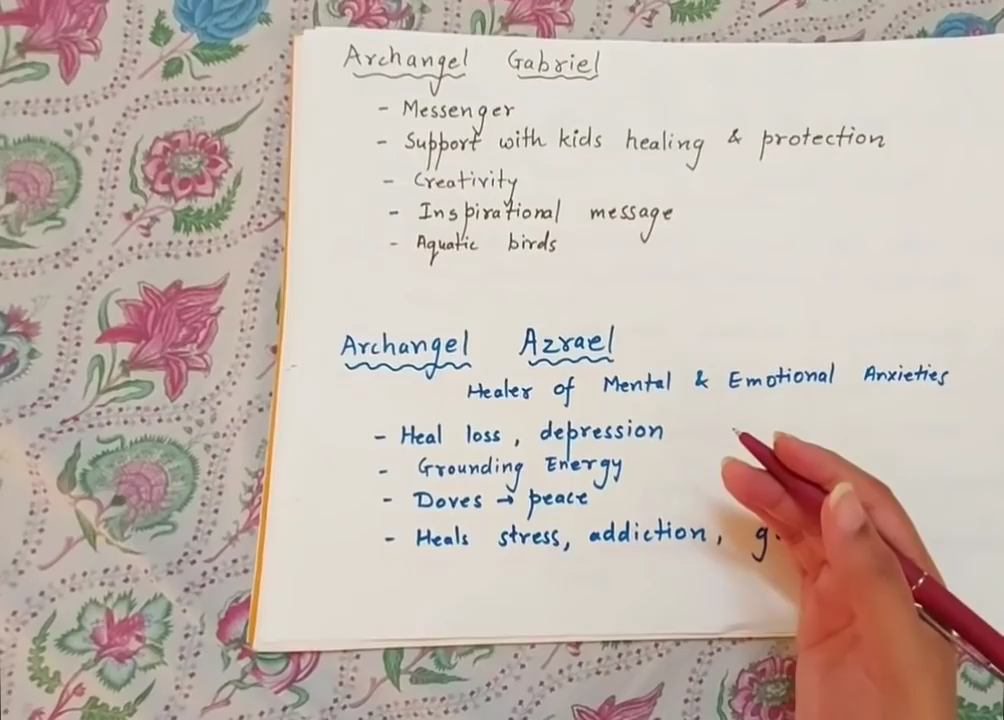 Archangel Gabriel
- Messenger
- Support with kids healing & protection
- Creativity
- Inspirational message
- Aquatic birds
Archangel Azrael
Healer of Mental & Emotional Anxieties
- Heal loss, depression
- Grounding Energy
- Doves → peace
- Heals stress, addiction,